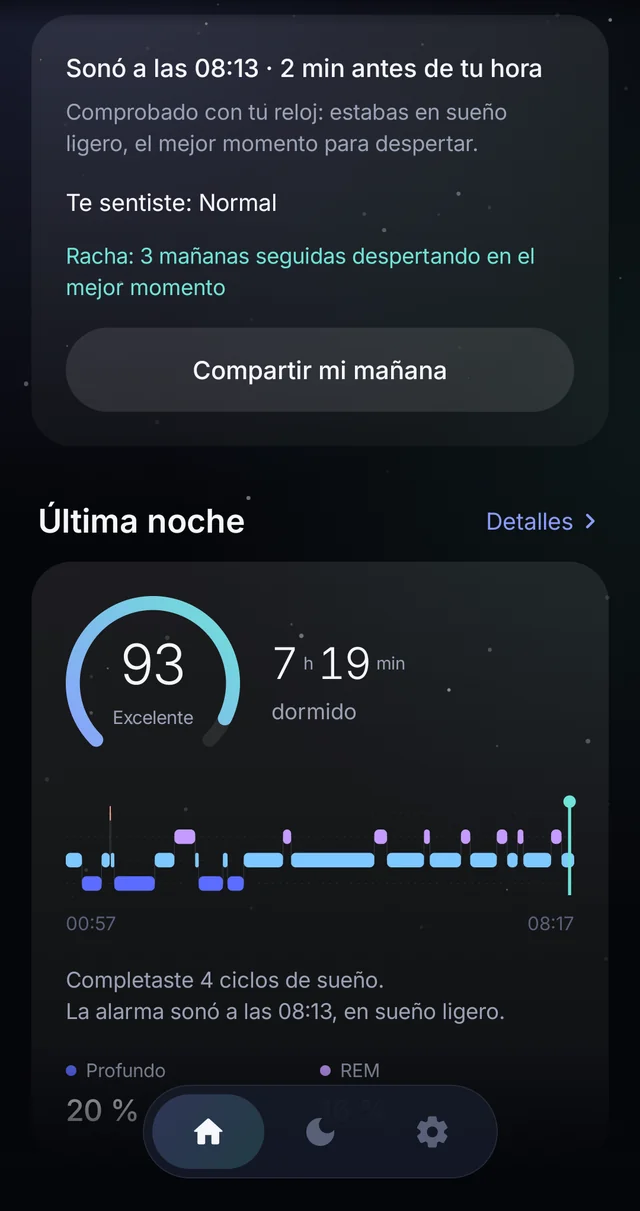 Sonó a las 08:13 · 2 min antes de tu hora
Comprobado con tu reloj: estabas en sueño
ligero, el mejor momento para despertar.
Te sentiste: Normal
Racha: 3 mañanas seguidas despertando en el
mejor momento
Compartir mi mañana
Última noche
Detalles
93
Excelente
7 h 19 min
dormido
00:57
08:17
Completaste 4 ciclos de sueño.
La alarma sonó a las 08:13, en sueño ligero.
Profundo
REM
20 %